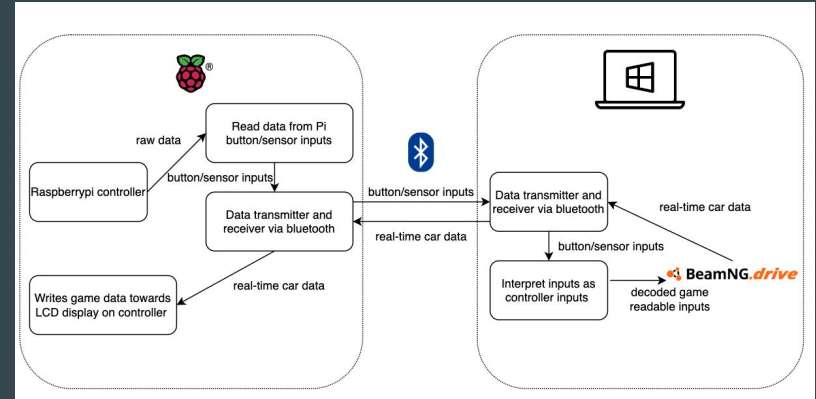 ®
raw data
Read data from Pi
button/sensor inputs
Raspberrypi controller
button/sensor inputs
Data transmitter and
receiver via bluetooth
real-time car data
Writes game data towards
LCD display on controller
button/sensor inputs
real-time car data
Data transmitter and
receiver via bluetooth
real-time car data
button/sensor inputs
Interpret inputs as
controller inputs
BeamNG.drive
decoded game
readable inputs